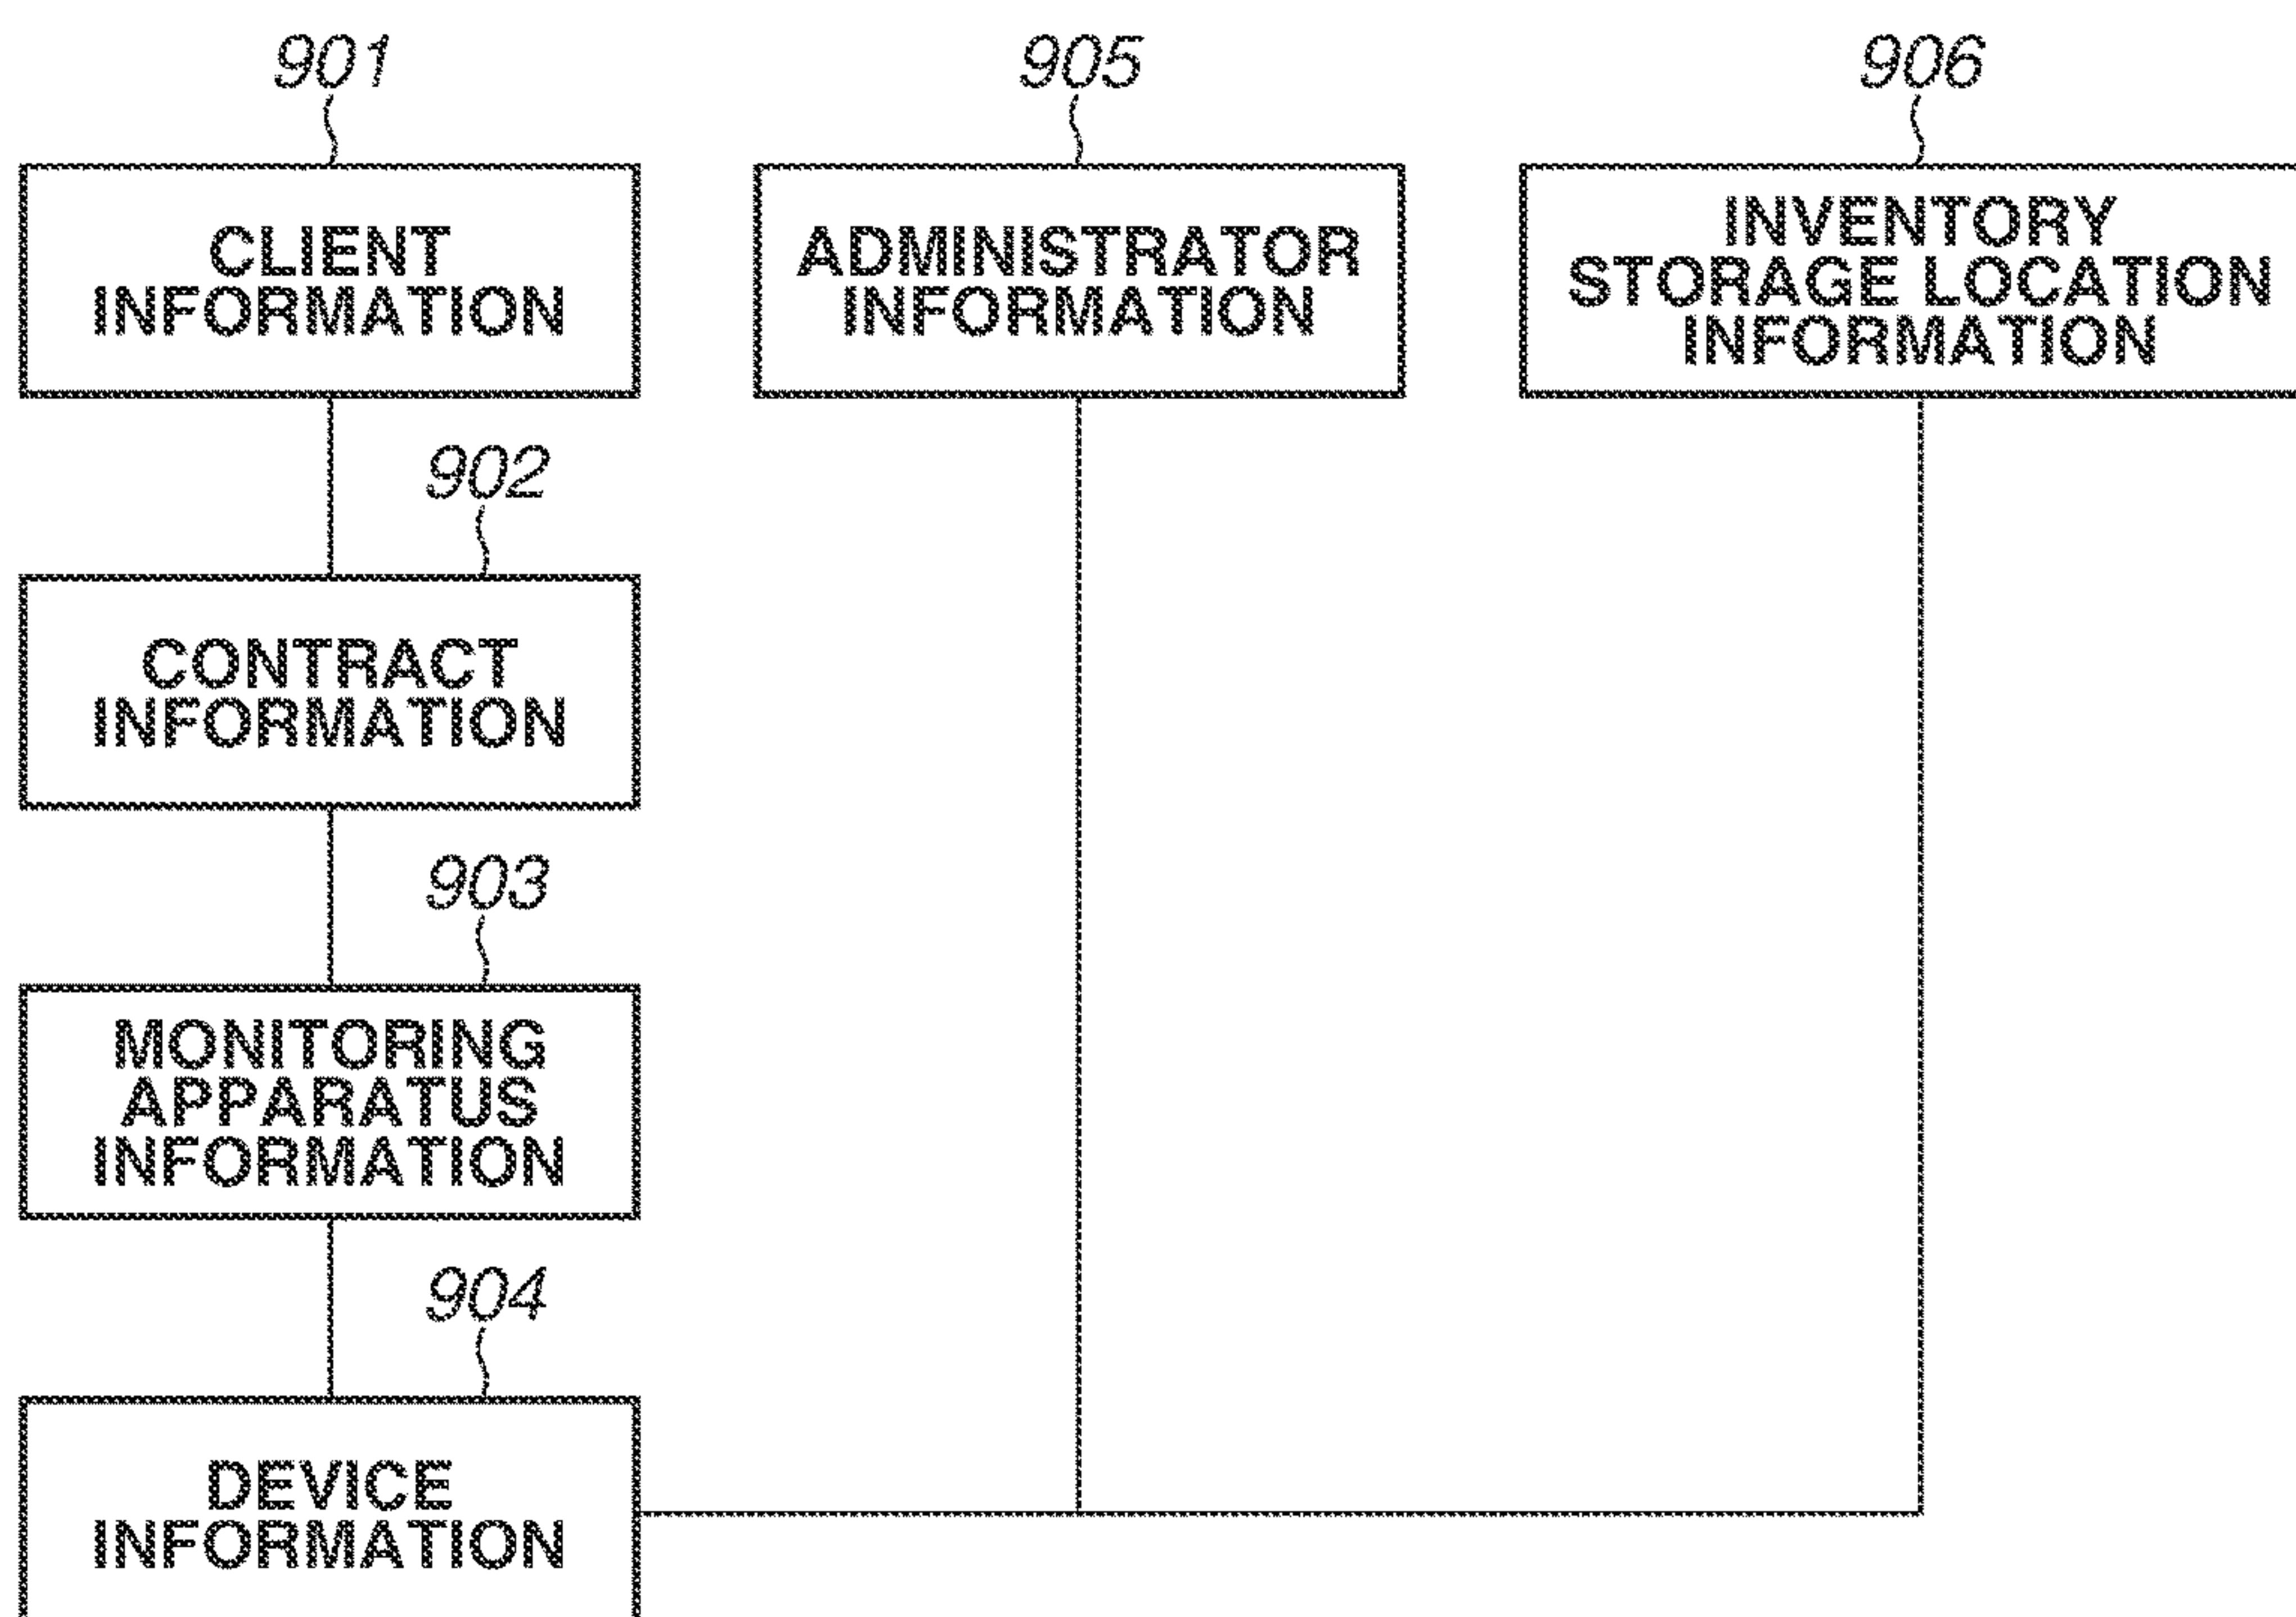 901
905
906
CLIENT
INFORMATION
ADMINISTRATOR
INFORMATION
INVENTORY
STORAGE LOCATION
INFORMATION
902
CONTRACT
INFORMATION
903
MONITORING
APPARATUS
INFORMATION
904
DEVICE
INFORMATION